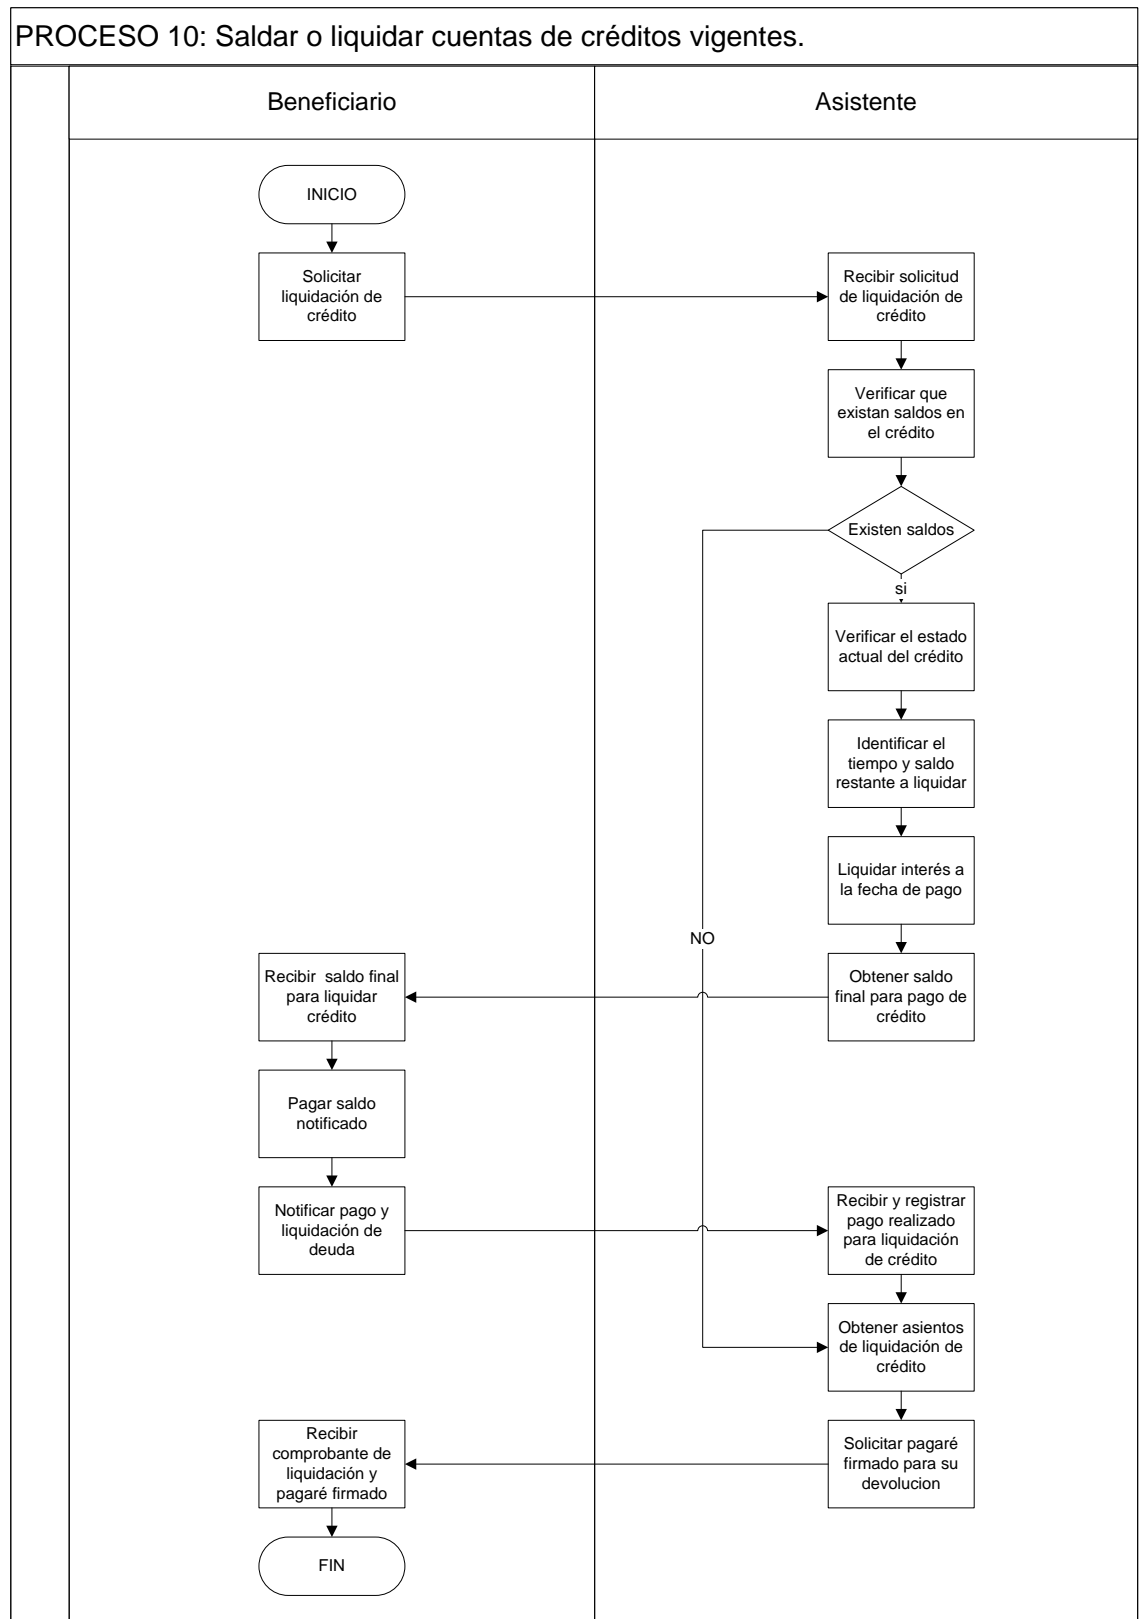 PROCESO 10: Saldar o liquidar cuentas de créditos vigentes.
Beneficiario
Asistente
INICIO
Solicitar
liquidación de
crédito
Recibir solicitud
de liquidación de
crédito
Verificar que
existan saldos en
el crédito
Existen saldos
si
Verificar el estado
actual del crédito
Identificar el
tiempo y saldo
restante a liquidar
Liquidar interés a
la fecha de pago
NO
Obtener saldo
final para pago de
crédito
Recibir saldo final
para liquidar
crédito
Pagar saldo
notificado
Notificar pago y
liquidación de
deuda
Recibir y registrar
pago realizado
para liquidación
de crédito
Obtener asientos
de liquidación de
crédito
Solicitar pagaré
firmado para su
devolucion
Recibir
comprobante de
liquidación y
pagaré firmado
FIN